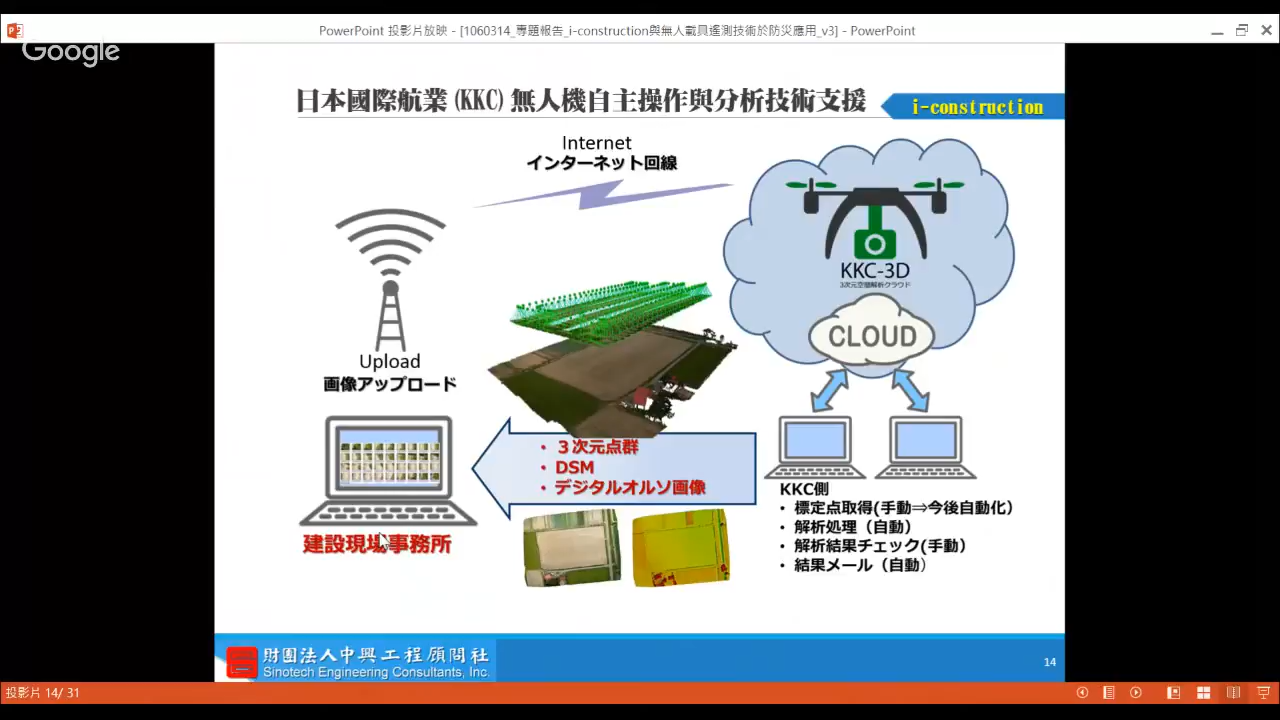 PowerPoint 投影片放映 - [1060314_專題報告_i-construction與無人載具遙測技術於防災應用_v3] - PowerPoint
Google
日本國際航業(KKC)無人機自主操作與分析技術支援
i-construction
Internet
インターネット回線
KKC-3D
3次元空間解析クラウド
CLOUD
Upload
画像アップロード
・ 3次元点群
・ DSM
・ デジタルオルソ画像
建設現場事務所
KKC側
・ 標定点取得(手動⇒今後自動化)
・ 解析処理（自動）
・ 解析結果チェック(手動)
・ 結果メール（自動）
財團法人中興工程顧問社
Sinotech Engineering Consultants, Inc.
14
投影片 14/ 31